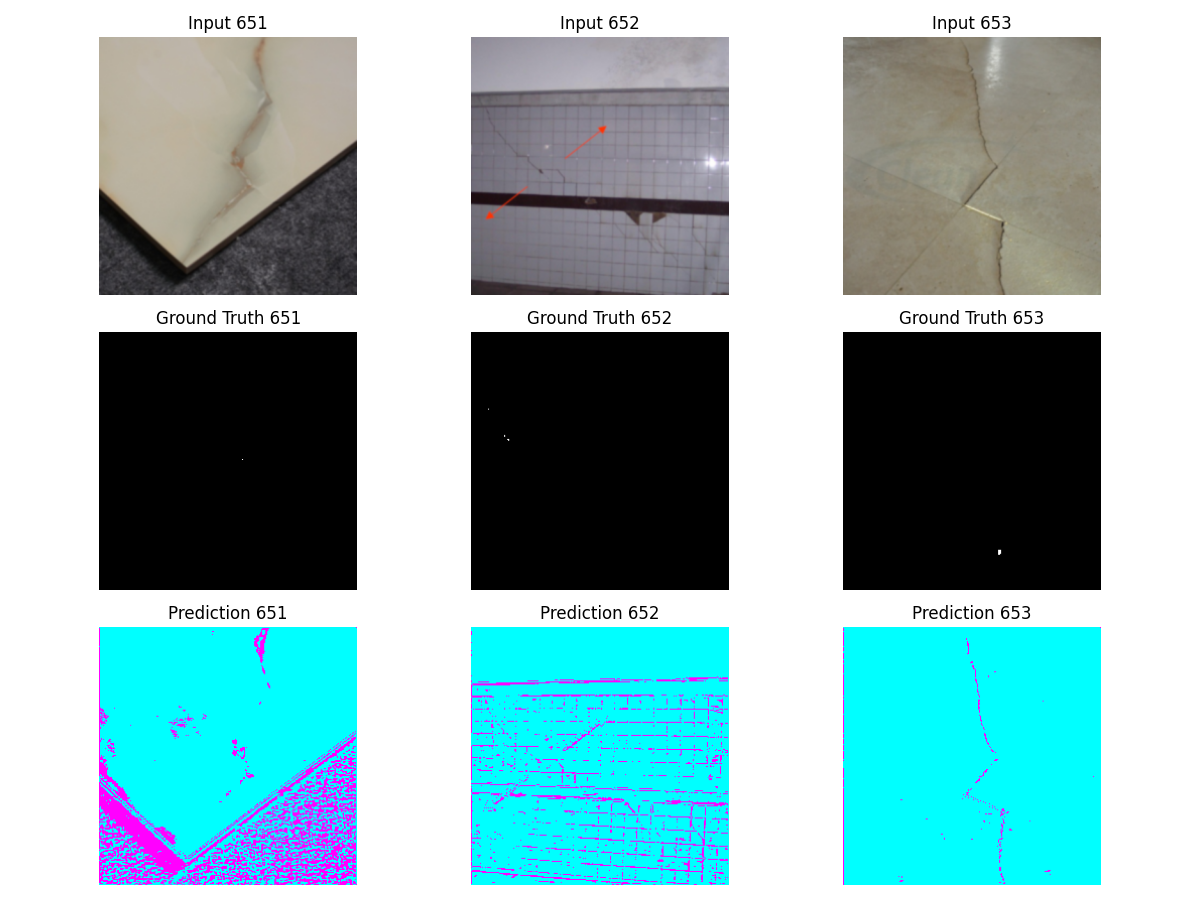 Input 651
Input 652
Input 653
Ground Truth 651
Ground Truth 652
Ground Truth 653
Prediction 651
Prediction 652
Prediction 653